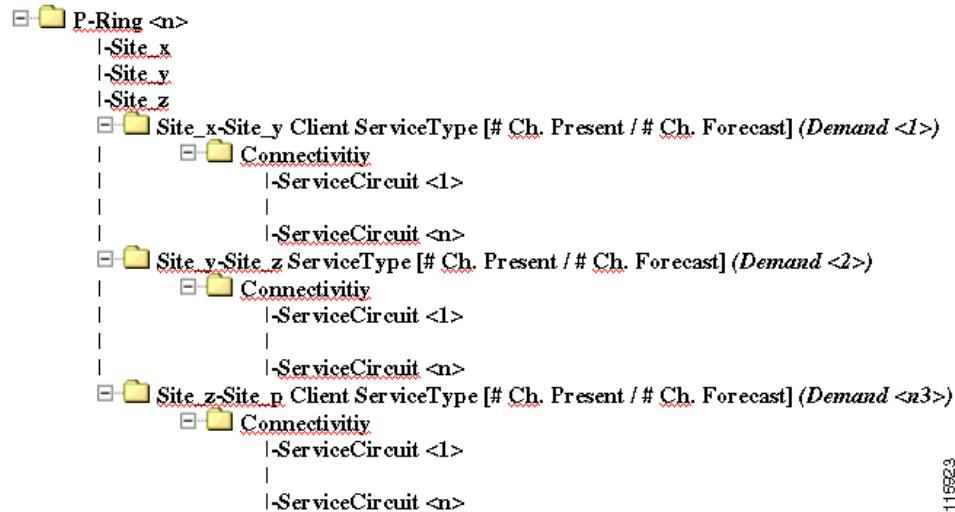 P-Ring <n>
|-Site_x
|-Site_y
|-Site_z
Site_x-Site_y Client ServiceType [# Ch. Present / # Ch. Forecast] (Demand <1>)
| Connectivitiy
| |-ServiceCircuit <1>
| |
| |-ServiceCircuit <n>
Site_y-Site_z ServiceType [# Ch. Present / # Ch. Forecast] (Demand <2>)
| Connectivitiy
| |-ServiceCircuit <1>
| |
| |-ServiceCircuit <n>
Site_z-Site_p Client ServiceType [# Ch. Present / # Ch. Forecast] (Demand <n3>)
Connectivitiy
|-ServiceCircuit <1>
|
|-ServiceCircuit <n>
115923